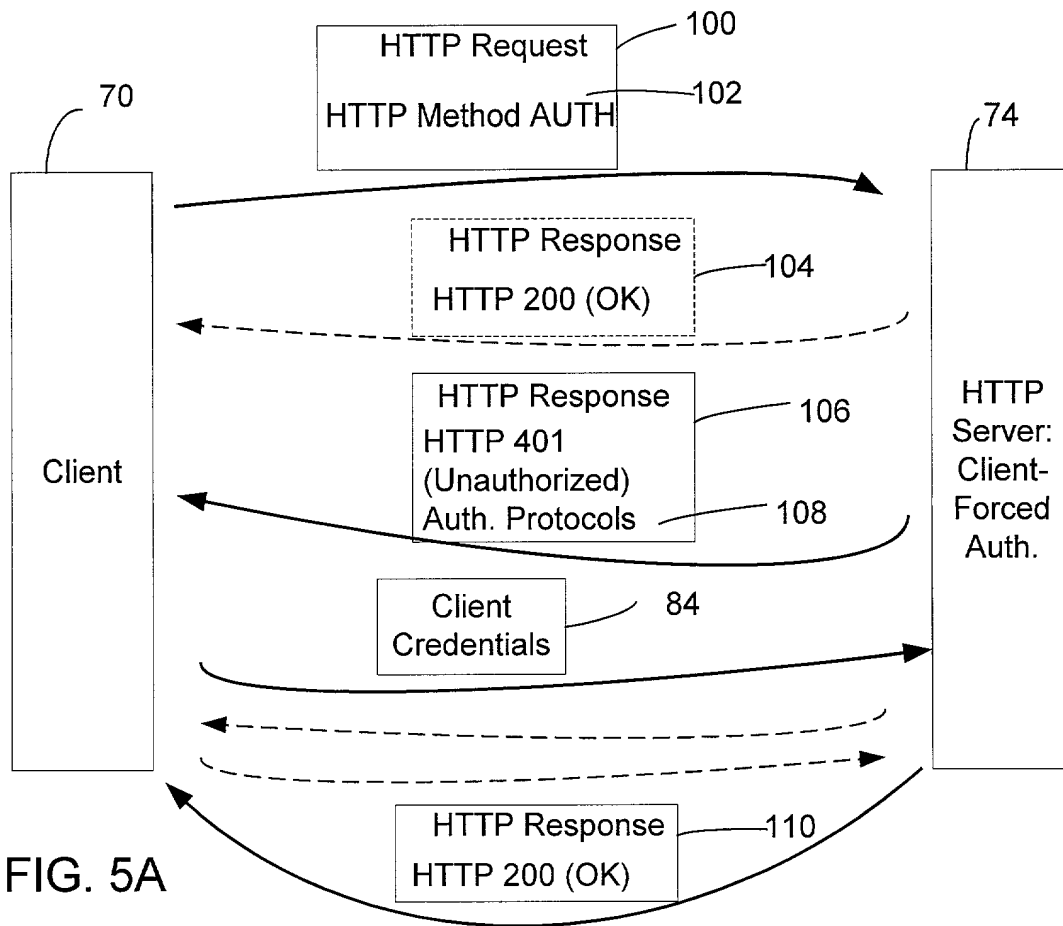 HTTP Request
100
HTTP Method AUTH
102
70
74
HTTP Response
HTTP 200 (OK)
104
HTTP Response
HTTP 401
(Unauthorized)
Auth. Protocols
106
108
Client
HTTP
Server:
Client-
Forced
Auth.
Client
Credentials
84
HTTP Response
HTTP 200 (OK)
110
FIG. 5A